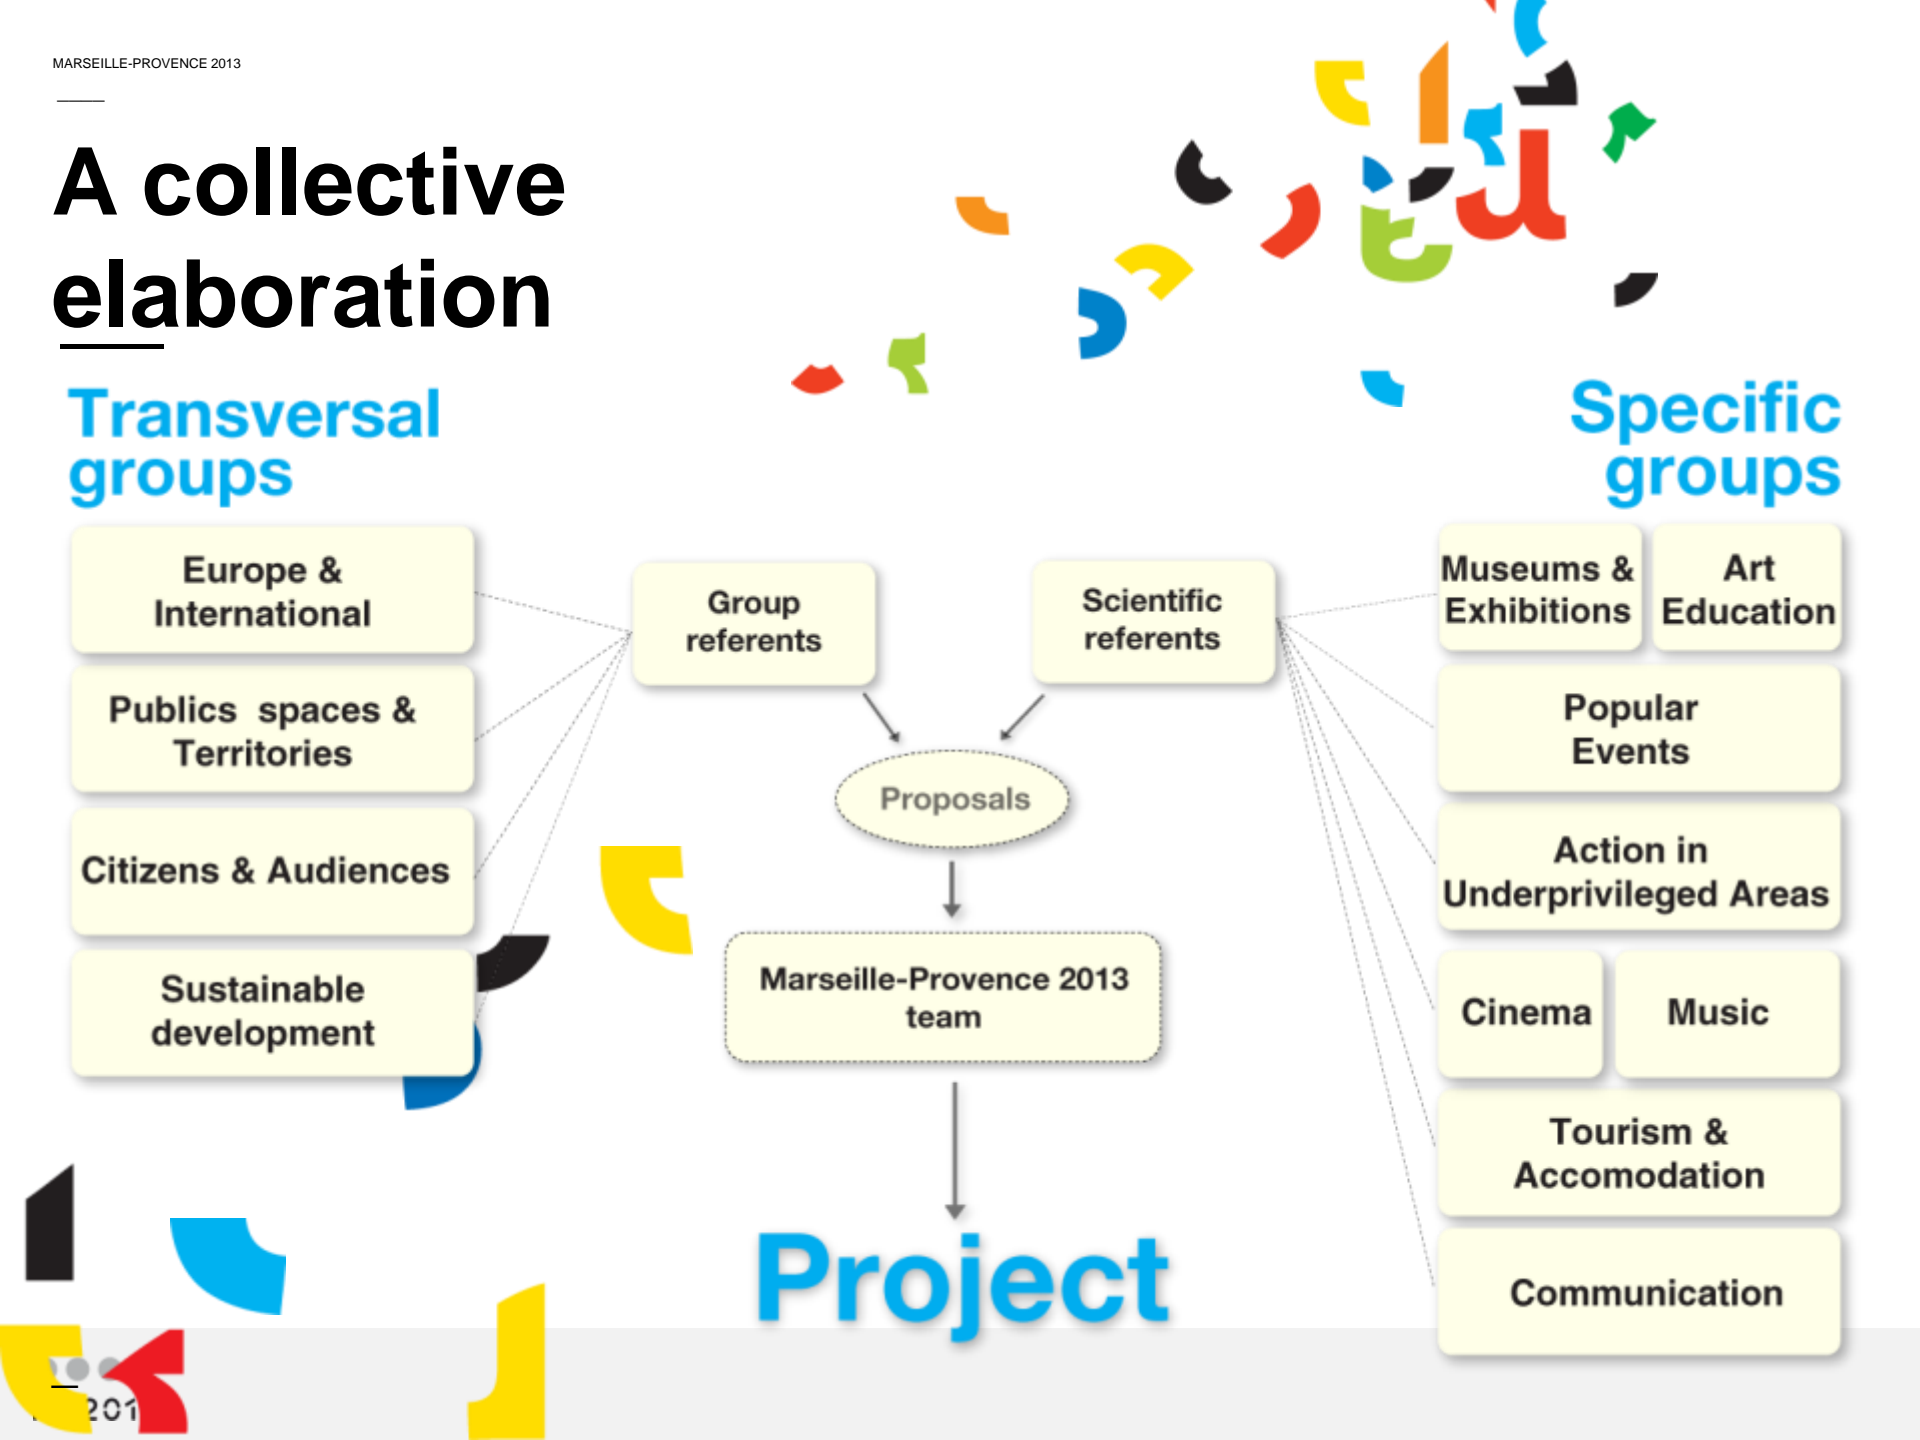 MARSEILLE-PROVENCE 2013
A collective
elaboration
Transversal
groups
Specific
groups
Europe &
International
Publics spaces &
Territories
Citizens & Audiences
Sustainable
development
Group
referents
Scientific
referents
Proposals
Marseille-Provence 2013
team
Project
Museums &
Exhibitions
Art
Education
Popular
Events
Action in
Underprivileged Areas
Cinema
Music
Tourism &
Accomodation
Communication
201